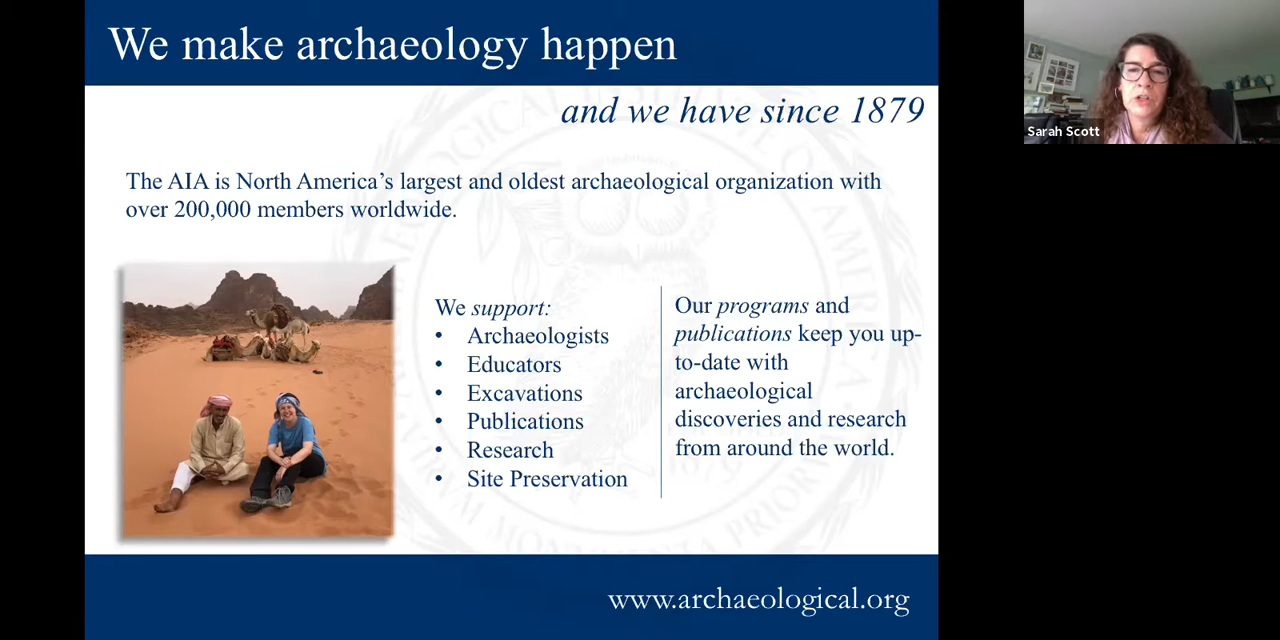 We make archaeology happen
and we have since 1879
The AIA is North America's largest and oldest archaeological organization with
over 200,000 members worldwide.
We support:
• Archaeologists
• Educators
• Excavations
• Publications
• Research
• Site Preservation
Our programs and
publications keep you up-
to-date with
archaeological
discoveries and research
from around the world.
www.archaeological.org
Sarah Scott